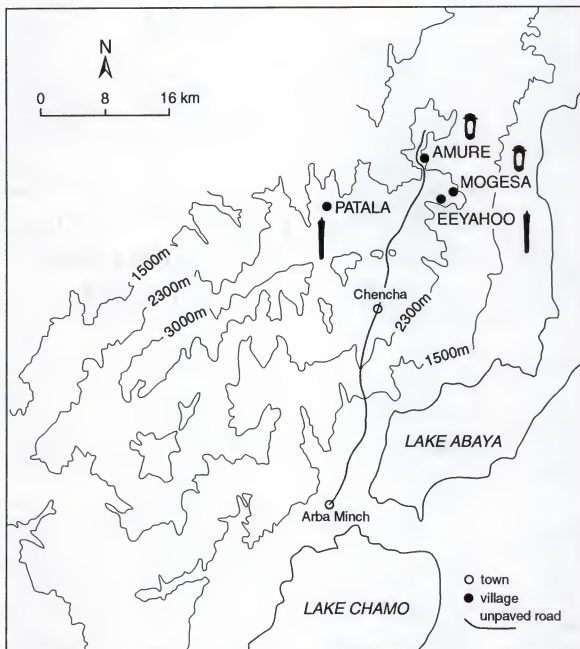 N
0 8 16 km
AMURE
MOGESA
PATALA
EEYAHOO
1500m
2300m
3000m
Chencha
2300m
1500m
LAKE ABAYA
Arba Minch
LAKE CHAMO
town
village
unpaved road